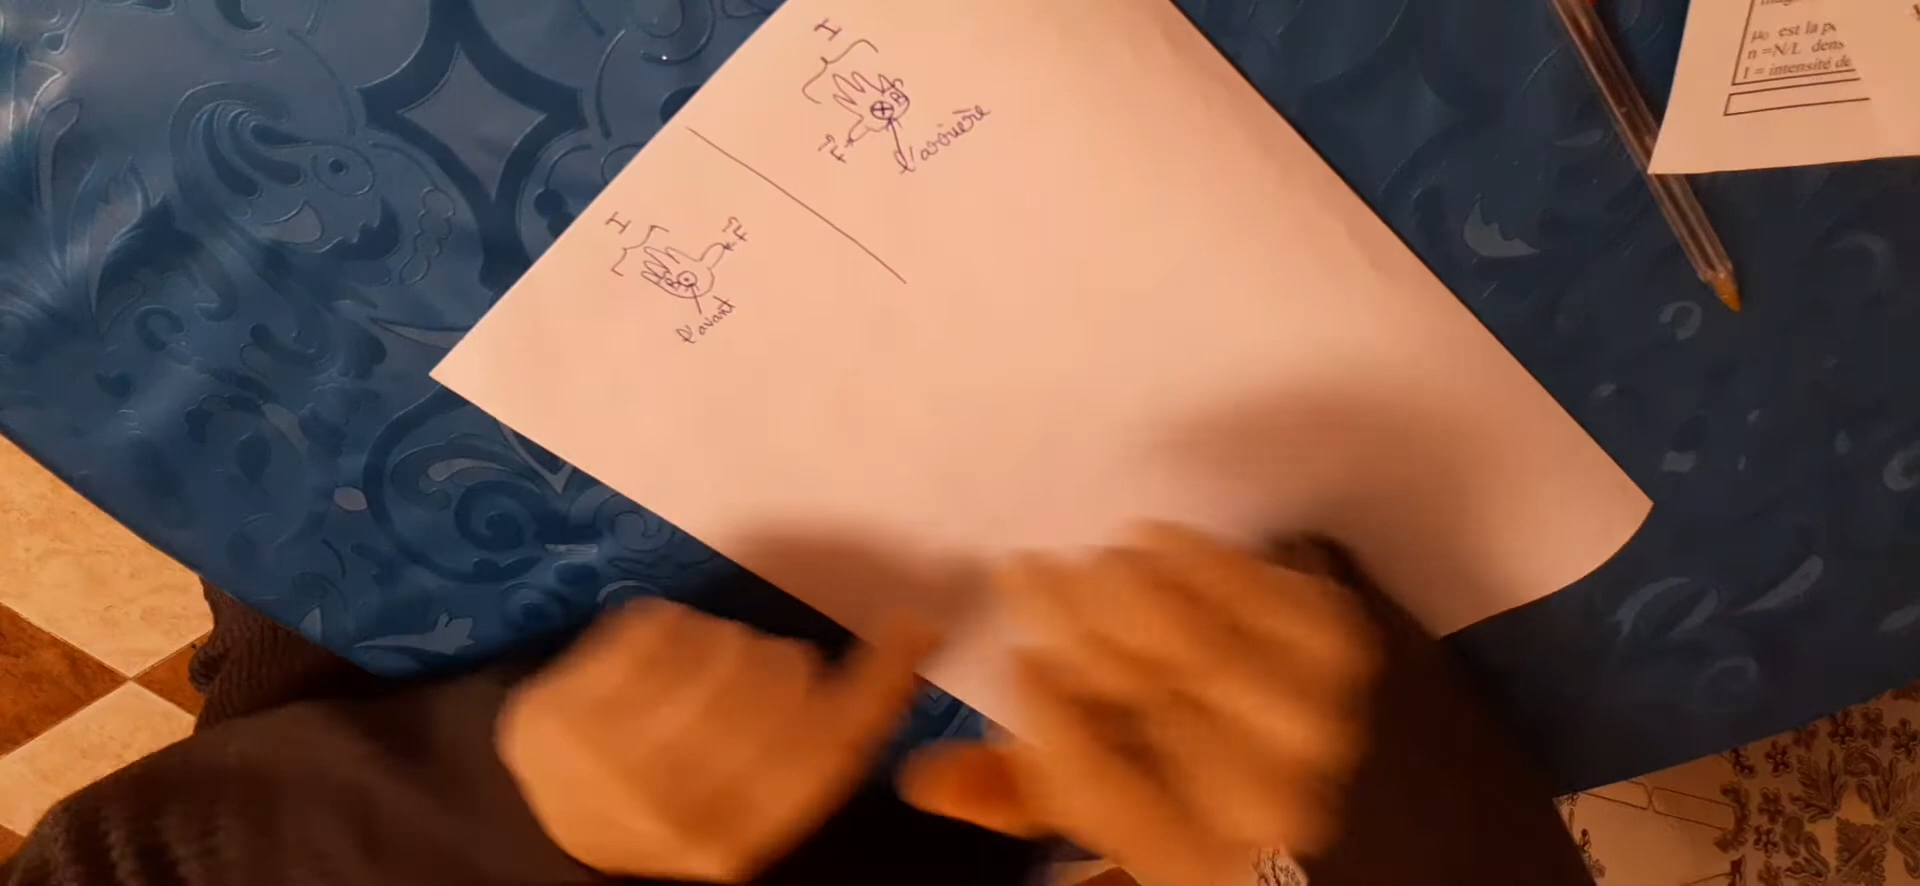 I
B
F
l'arrière
I
F
B
l'avant
μ₀ est la p
n =N/L dens
I = intensité de